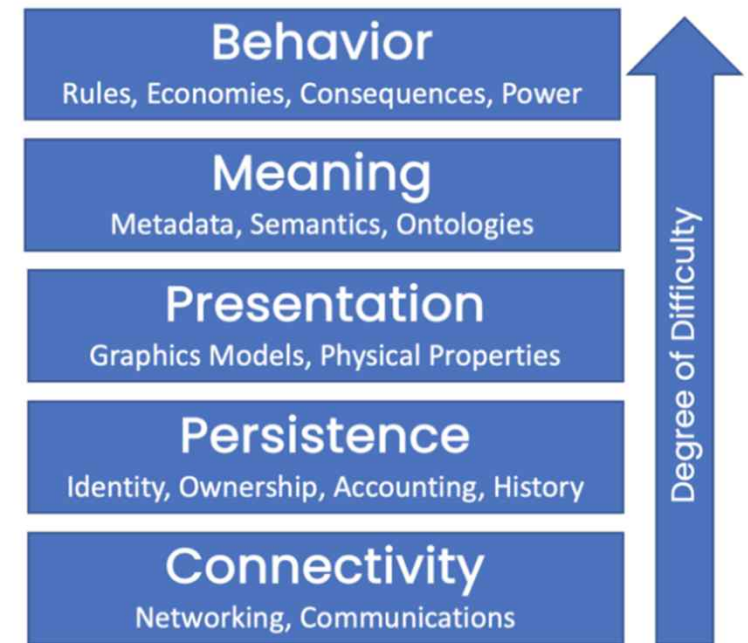 Behavior
Rules, Economies, Consequences, Power
Meaning
Metadata, Semantics, Ontologies
Presentation
Graphics Models, Physical Properties
Persistence
Identity, Ownership, Accounting, History
Connectivity
Networking, Communications
Degree of Difficulty